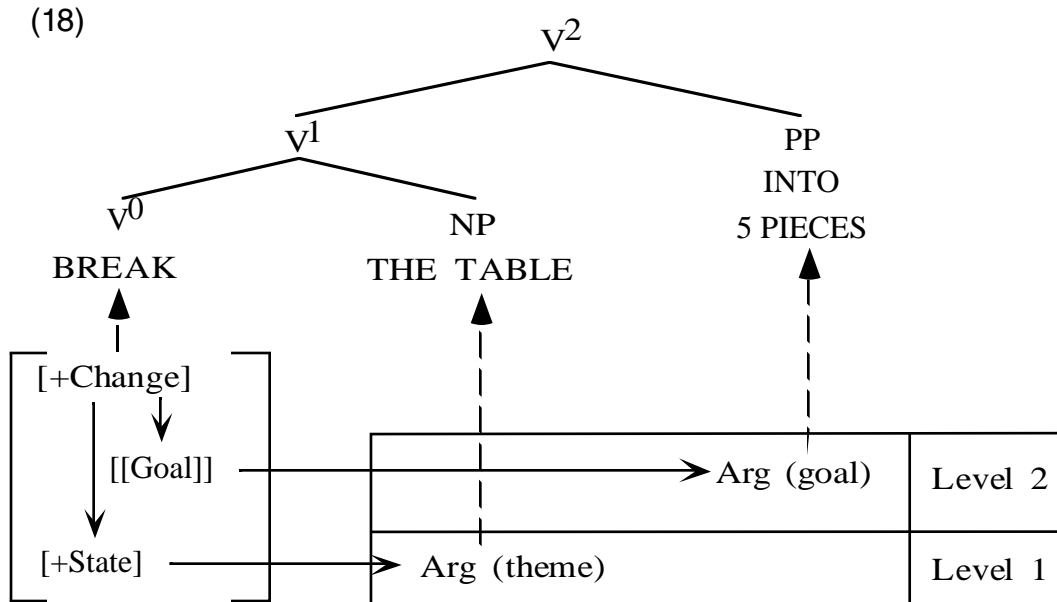 (18)
V2
V1
PP
INTO
5 PIECES
V0
BREAK
NP
THE TABLE
[+Change]
[[Goal]]
Arg (goal)
Level 2
[+State]
Arg (theme)
Level 1